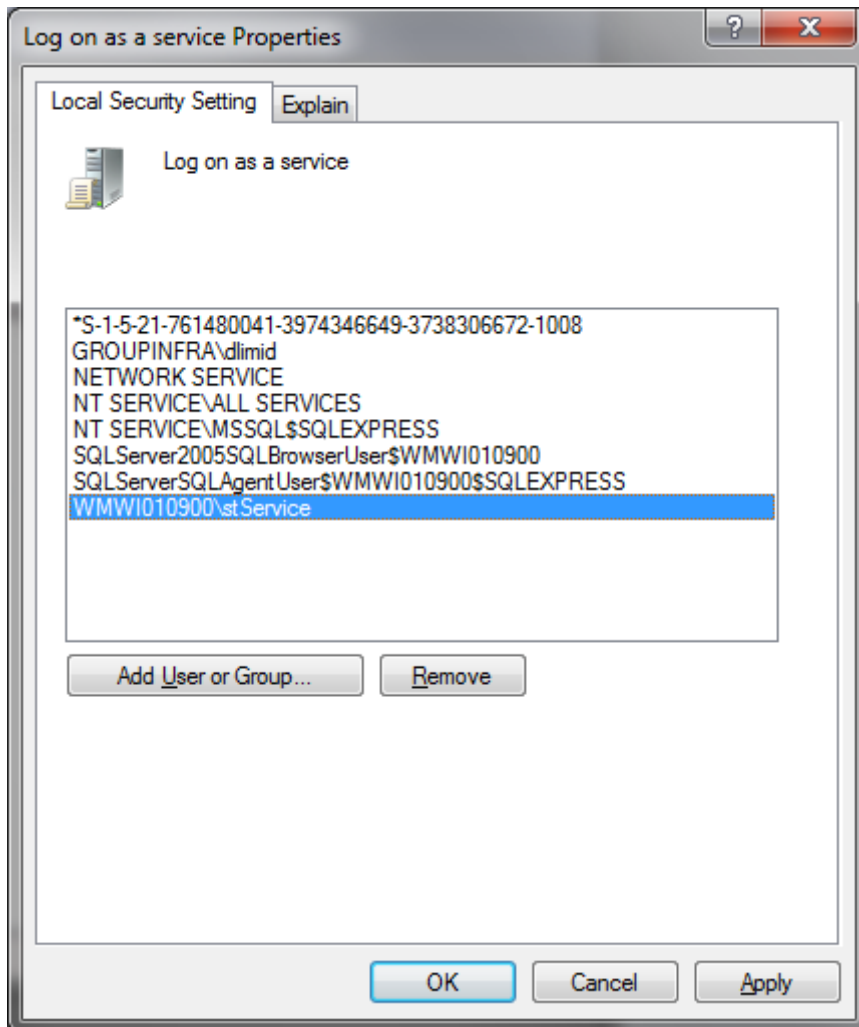 Log on as a service Properties
Local Security Setting
Explain
Log on as a service
*S-1-5-21-761480041-3974346649-3738306672-1008
GROUPINFRA\dlimid
NETWORK SERVICE
NT SERVICE\ALL SERVICES
NT SERVICE\MSSQL$SQLEXPRESS
SQLServer2005SQLBrowserUser$WMWI010900
SQLServerSQLAgentUser$WMWI010900$SQLEXPRESS
WMWI010900\stService
Add User or Group...
Remove
OK
Cancel
Apply